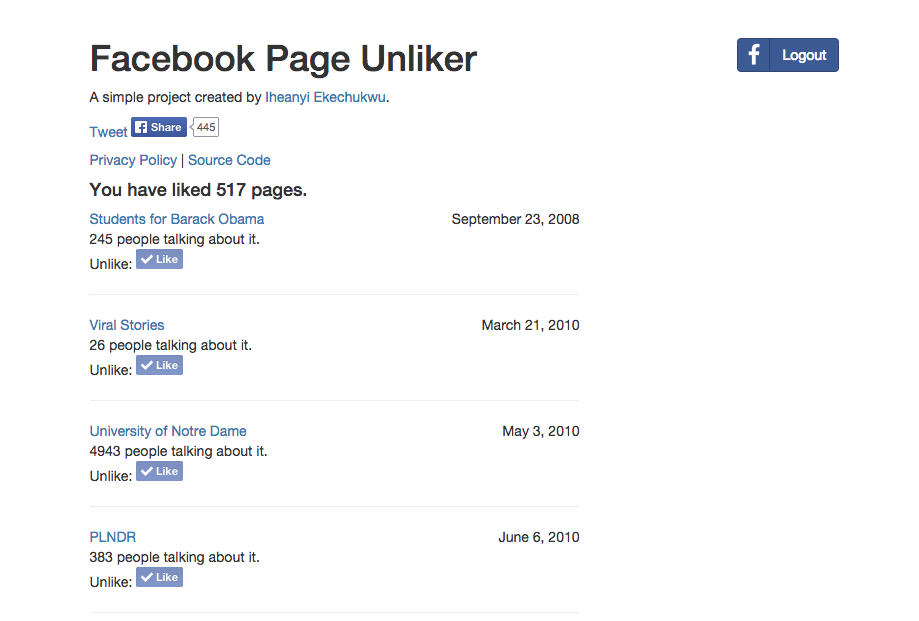 Facebook Page Unliker
f Logout
A simple project created by Iheanyi Ekechukwu.
Tweet f Share 445
Privacy Policy | Source Code
You have liked 517 pages.
Students for Barack Obama September 23, 2008
245 people talking about it.
Unlike: Like
Viral Stories March 21, 2010
26 people talking about it.
Unlike: Like
University of Notre Dame May 3, 2010
4943 people talking about it.
Unlike: Like
PLNDR June 6, 2010
383 people talking about it.
Unlike: Like